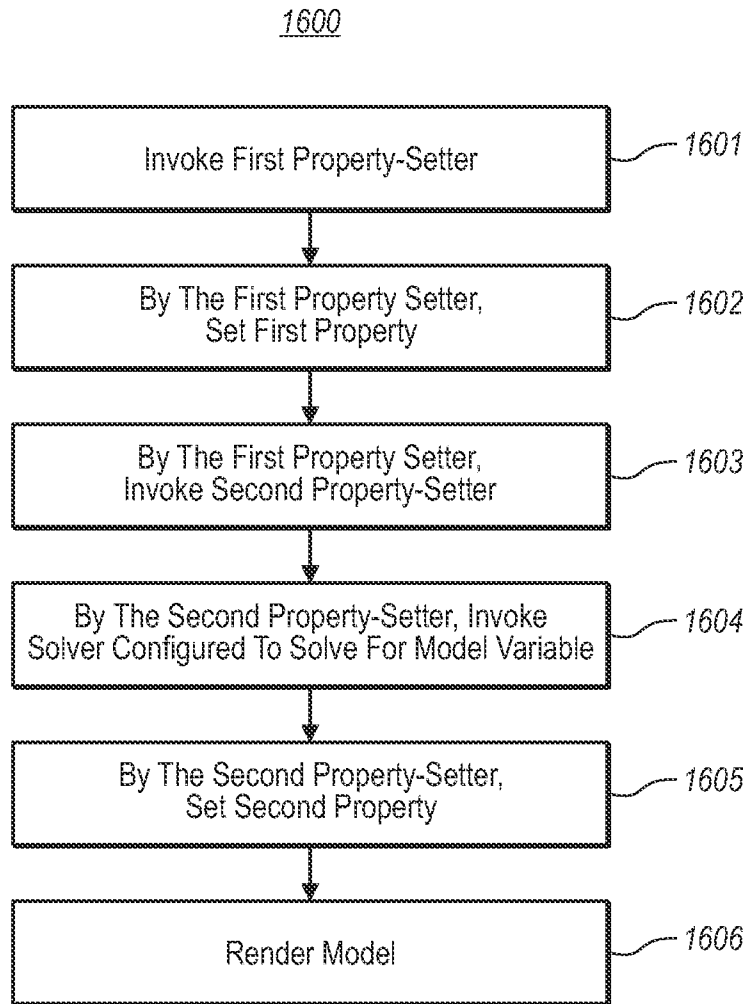 1600
Invoke First Property-Setter
1601
By The First Property Setter,
Set First Property
1602
By The First Property Setter,
Invoke Second Property-Setter
1603
By The Second Property-Setter, Invoke
Solver Configured To Solve For Model Variable
1604
By The Second Property-Setter,
Set Second Property
1605
Render Model
1606